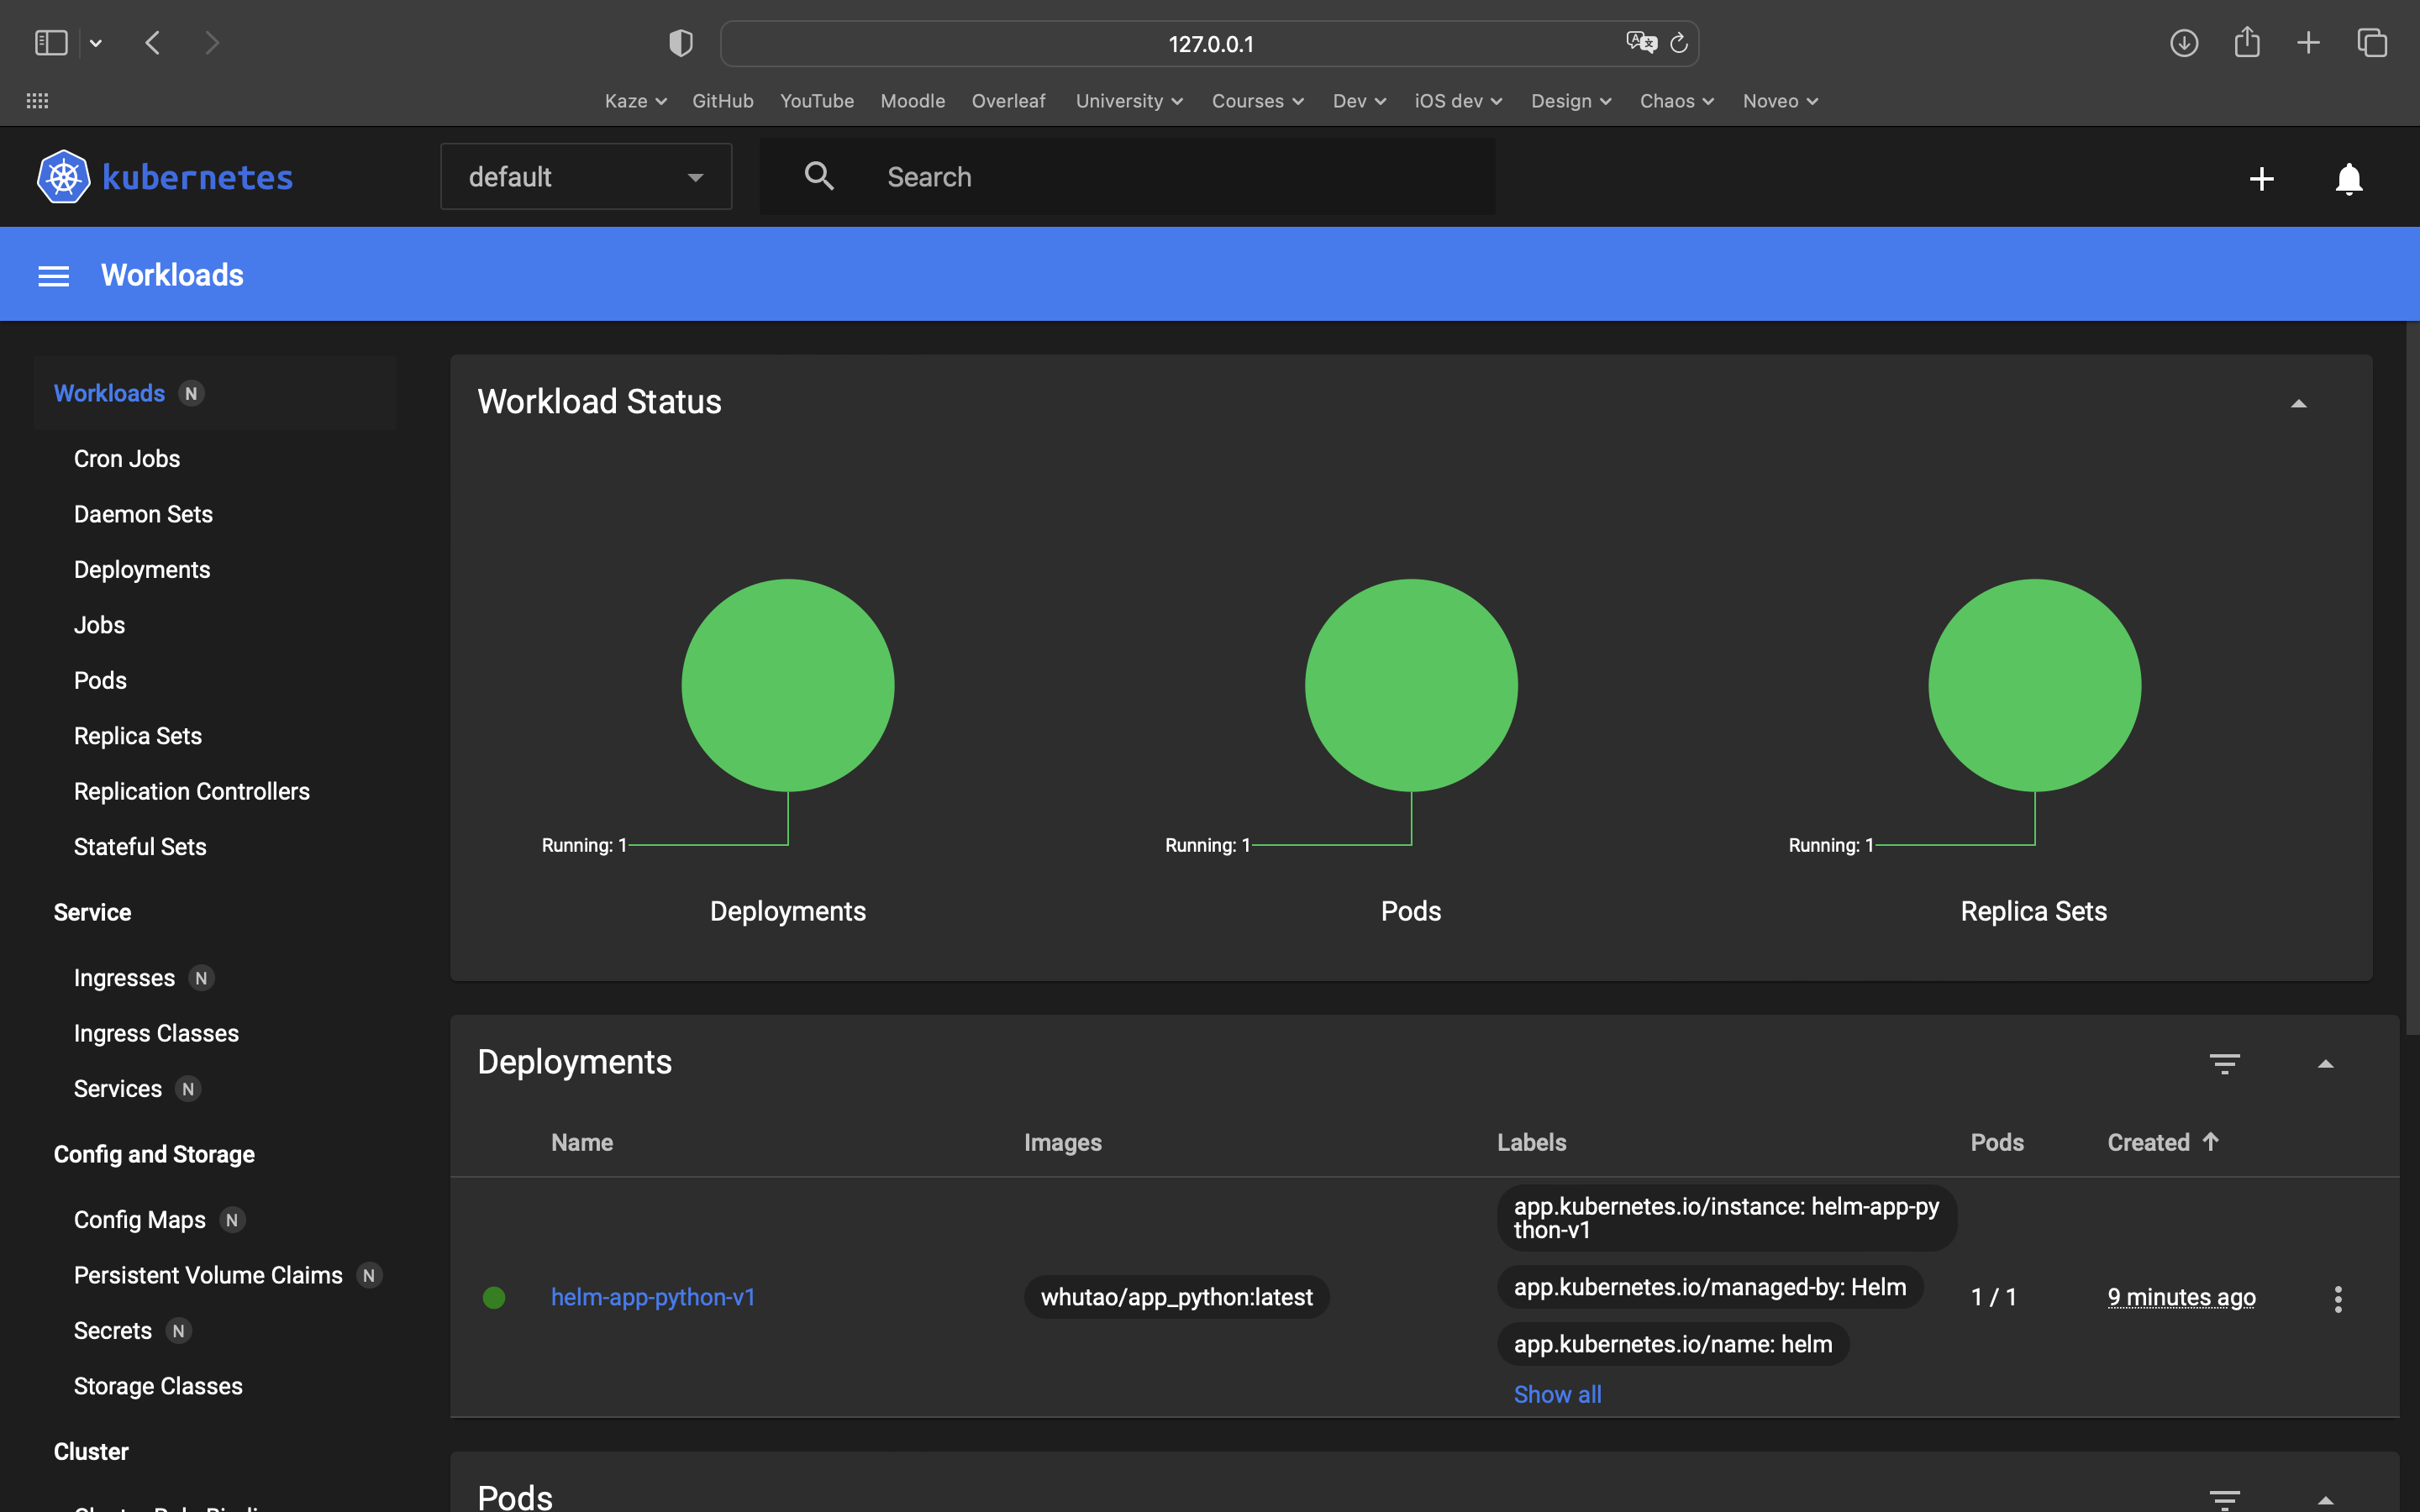 127.0.0.1
Kaze GitHub YouTube Moodle Overleaf University Courses Dev iOS dev Design Chaos Noveo
kubernetes
default
Search
Workloads
Workloads N
Cron Jobs
Daemon Sets
Deployments
Jobs
Pods
Replica Sets
Replication Controllers
Stateful Sets
Service
Ingresses N
Ingress Classes
Services N
Config and Storage
Config Maps N
Persistent Volume Claims N
Secrets N
Storage Classes
Cluster
Workload Status
Running: 1
Deployments
Running: 1
Pods
Running: 1
Replica Sets
Deployments
Name Images Labels Pods Created
helm-app-python-v1
whutao/app_python:latest
app.kubernetes.io/instance: helm-app-py
thon-v1
app.kubernetes.io/managed-by: Helm
app.kubernetes.io/name: helm
Show all
1 / 1
9 minutes ago
Pods